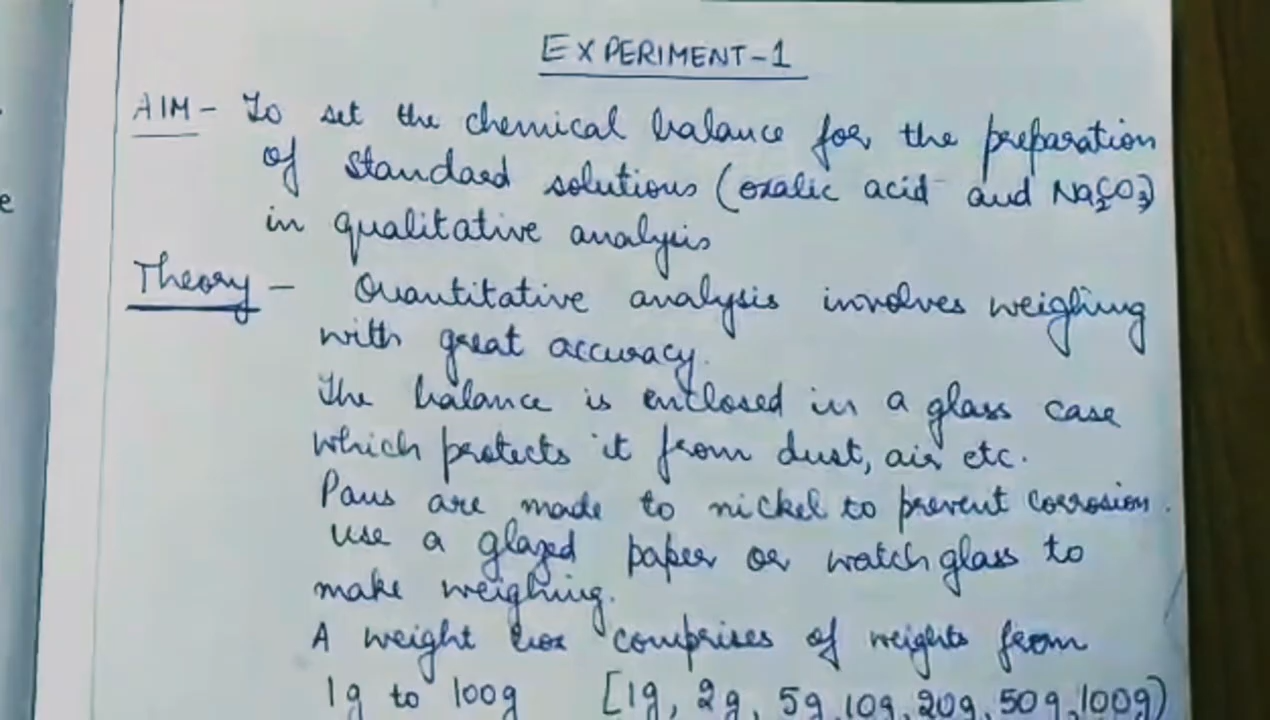 EXPERIMENT-1
AIM - To set the chemical balance for the preparation
of standard solutions (oxalic acid and Na2CO3)
in qualitative analysis
Theory - Quantitative analysis involves weighing
with great accuracy.
The balance is enclosed in a glass case
which protects it from dust, air etc.
Pans are made to nickel to prevent corrosion.
Use a glazed paper or watch glass to
make weighing.
A weight box comprises of weights from
1g to 100g [1g, 2g, 5g, 10g, 20g, 50g, 100g)